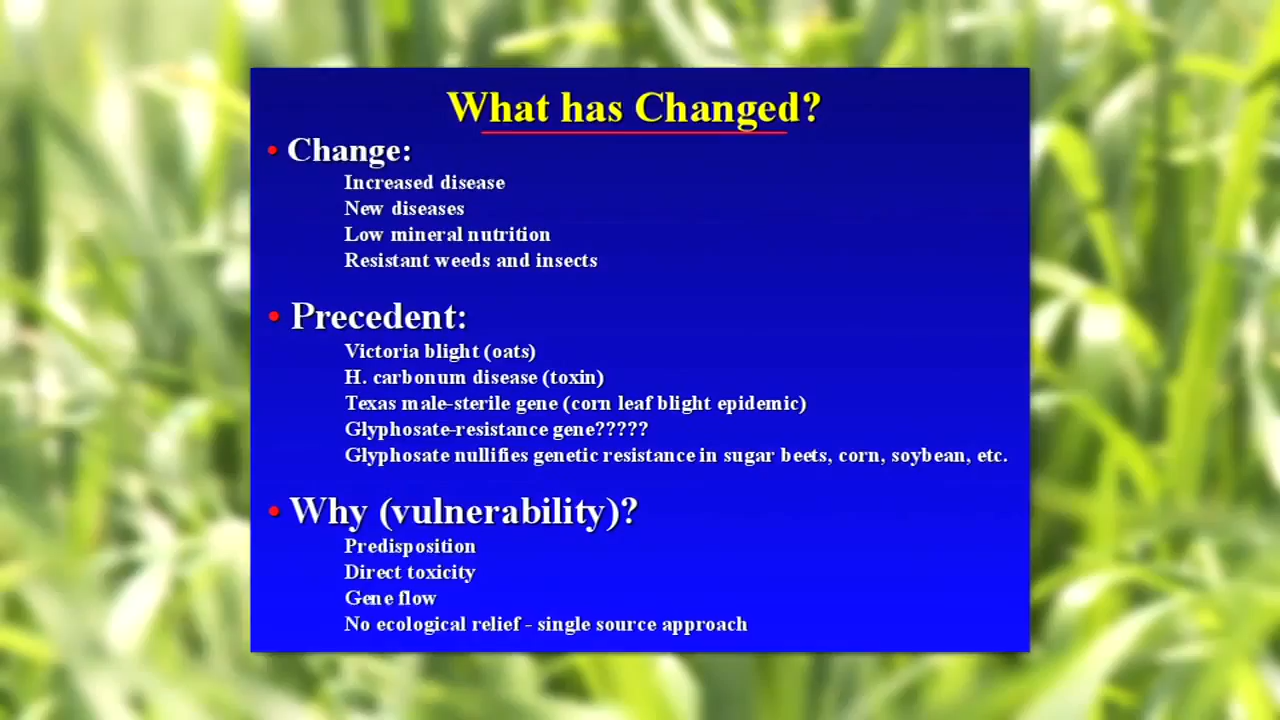 What has Changed?
• Change:
Increased disease
New diseases
Low mineral nutrition
Resistant weeds and insects
• Precedent:
Victoria blight (oats)
H. carbonum disease (toxin)
Texas male-sterile gene (corn leaf blight epidemic)
Glyphosate-resistance gene?????
Glyphosate nullifies genetic resistance in sugar beets, corn, soybean, etc.
• Why (vulnerability)?
Predisposition
Direct toxicity
Gene flow
No ecological relief - single source approach